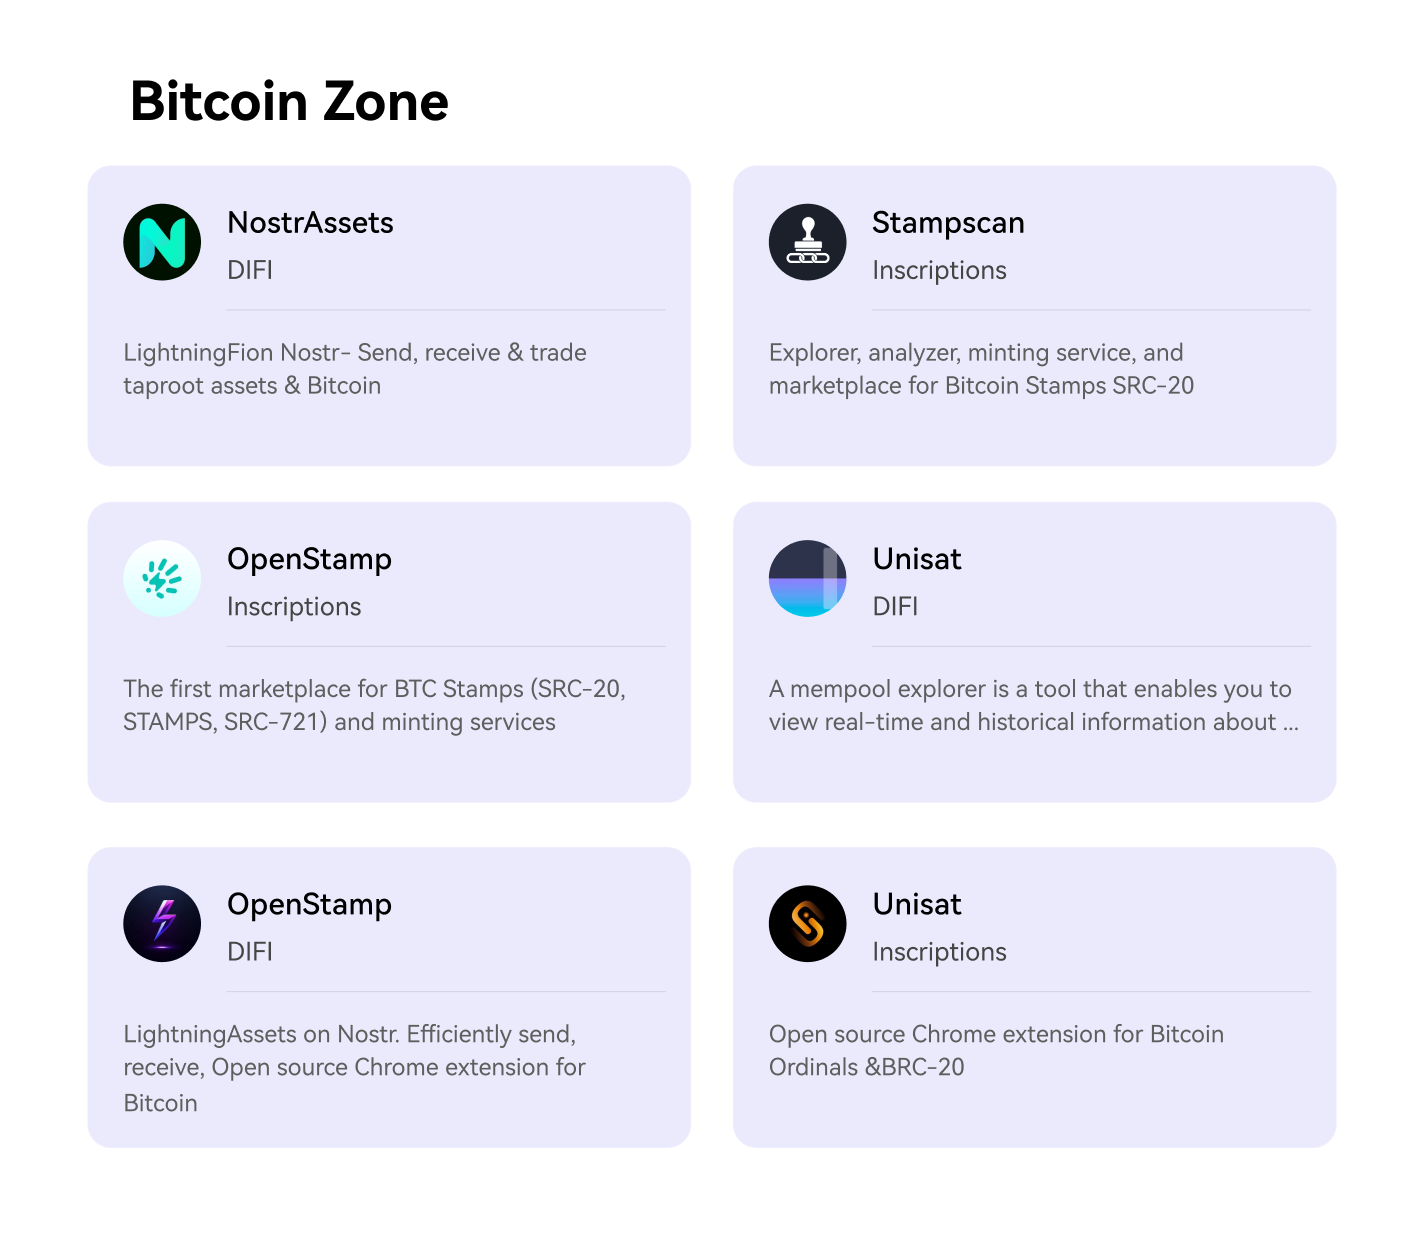 Bitcoin Zone
NostrAssets
DIFI
LightningFion Nostr- Send, receive & trade
taproot assets & Bitcoin
Stampscan
Inscriptions
Explorer, analyzer, minting service, and
marketplace for Bitcoin Stamps SRC-20
OpenStamp
Inscriptions
The first marketplace for BTC Stamps (SRC-20,
STAMPS, SRC-721) and minting services
Unisat
DIFI
A mempool explorer is a tool that enables you to
view real-time and historical information about ...
OpenStamp
DIFI
LightningAssets on Nostr. Efficiently send,
receive, Open source Chrome extension for
Bitcoin
Unisat
Inscriptions
Open source Chrome extension for Bitcoin
Ordinals &BRC-20